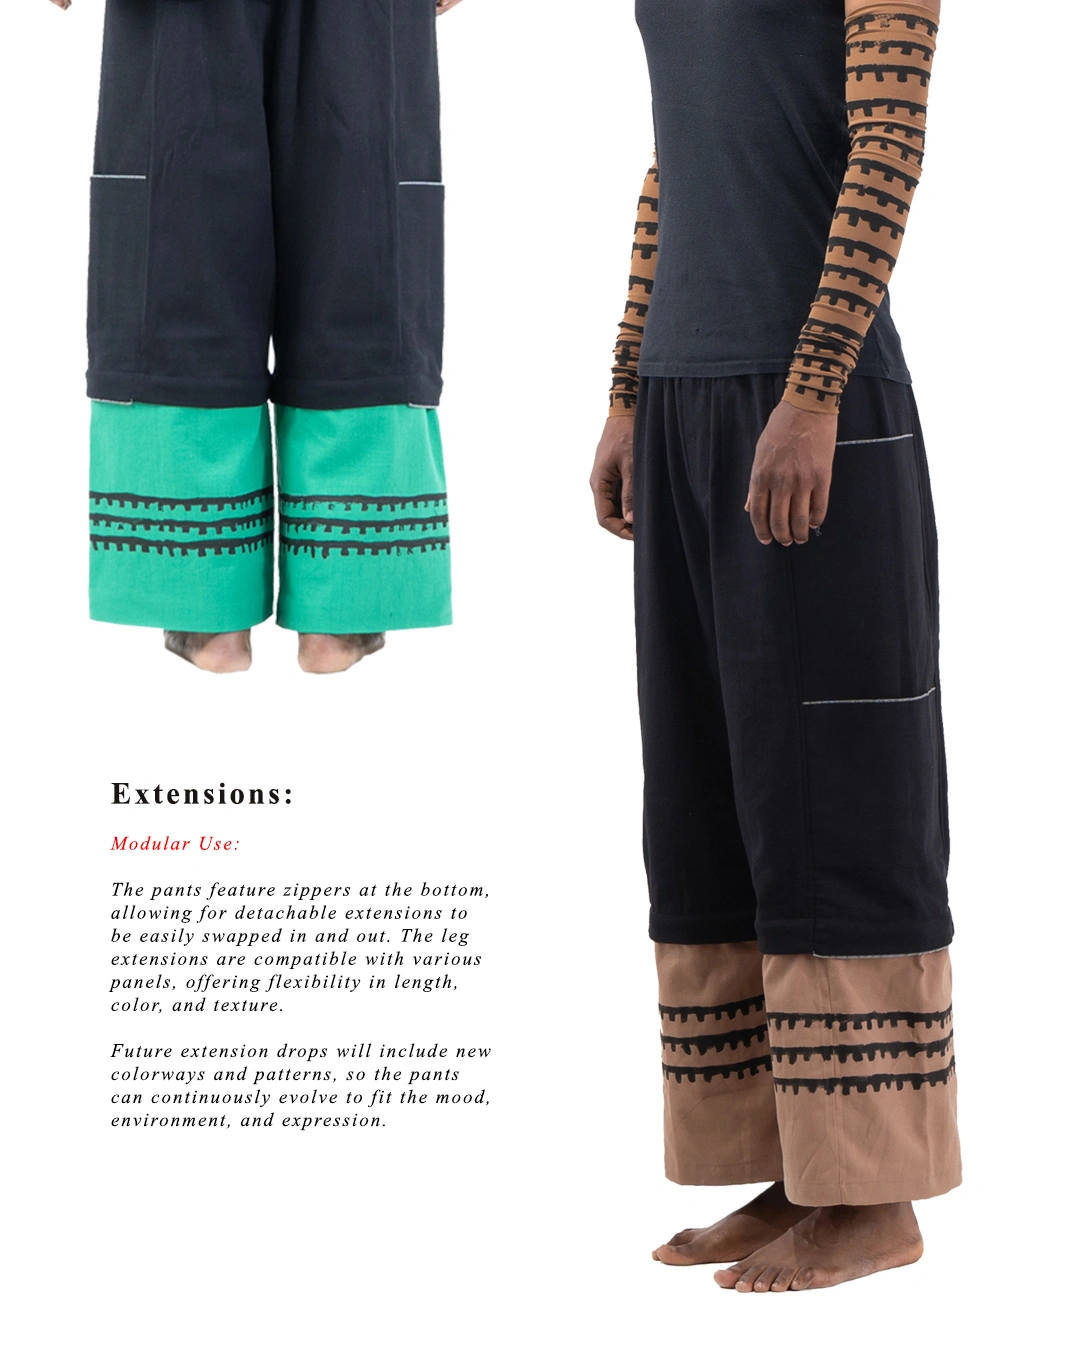 Extensions:
Modular Use:
The pants feature zippers at the bottom,
allowing for detachable extensions to
be easily swapped in and out. The leg
extensions are compatible with various
panels, offering flexibility in length,
color, and texture.
Future extension drops will include new
colorways and patterns, so the pants
can continuously evolve to fit the mood,
environment, and expression.